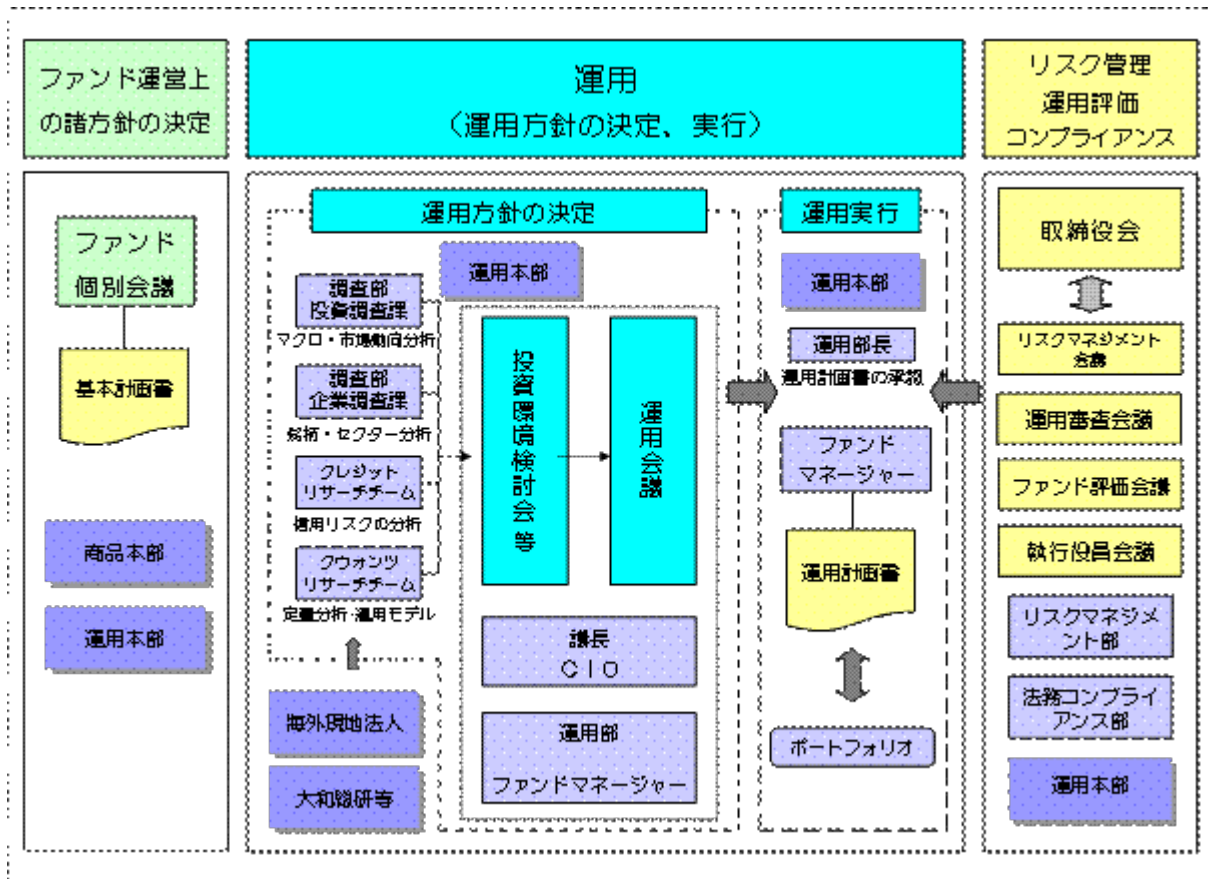 ファンド運営上
の諸方針の決定
運用
（運用方針の決定、実行）
リスク管理
運用評価
コンプライアンス
ファンド
個別会議
基本計画書
商品本部
運用本部
運用方針の決定
運用本部
調査部
投資調査課
マクロ・市場動向分析
調査部
企業調査課
銘柄・セクター分析
クレジット
リサーチチーム
信用リスクの分析
クウォンツ
リサーチチーム
定量分析・運用モデル
海外現地法人
大和総研等
投資環境検討会等
運用会議
議長
ＣＩＯ
運用部
ファンドマネージャー
運用実行
運用本部
運用部長
運用計画書の承認
ファンド
マネージャー
運用計画書
ポートフォリオ
取締役会
リスクマネジメント
会議
運用審査会議
ファンド評価会議
執行役員会議
リスクマネジメ
ント部
法務コンプライ
アンス部
運用本部